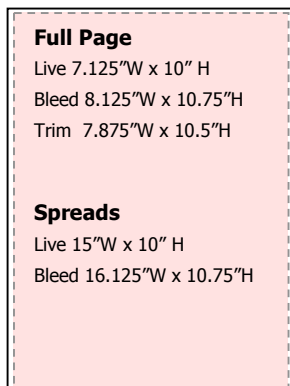 Full Page
Live 7.125"W x 10" H
Bleed 8.125"W x 10.75"H
Trim  7.875"W x 10.5"H
Spreads
Live 15"W x 10" H
Bleed 16.125"W x 10.75"H